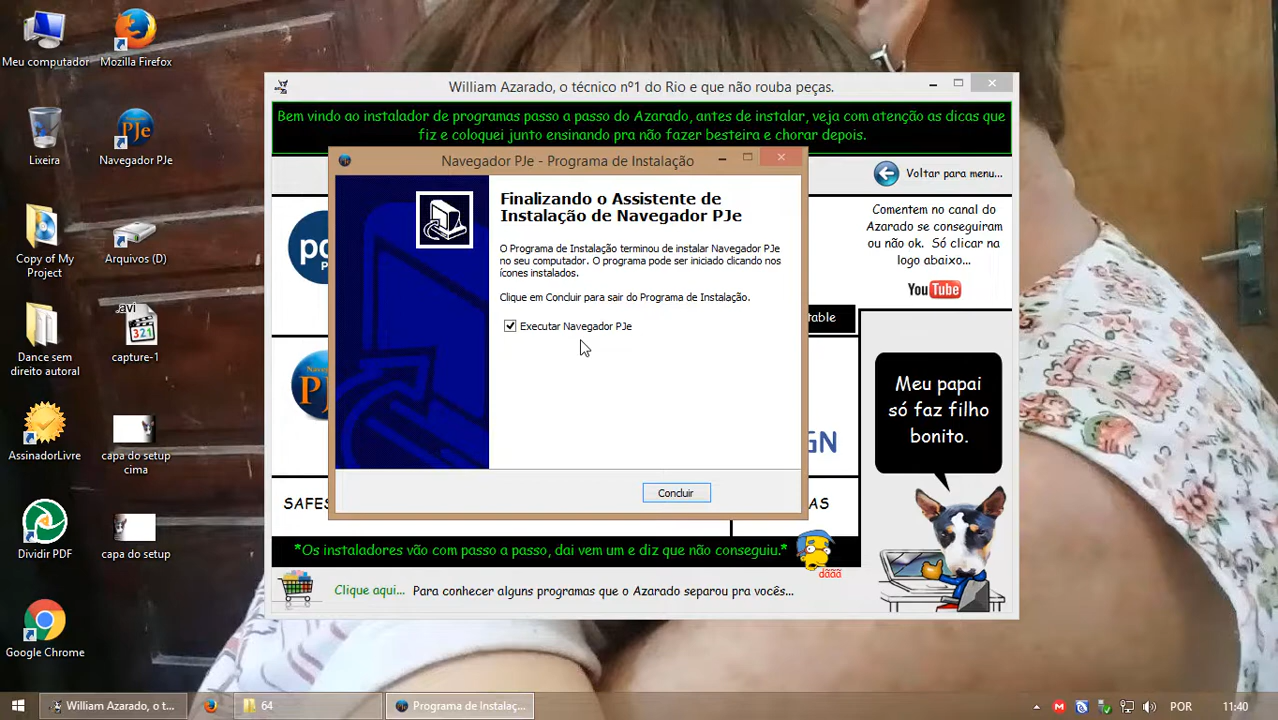 Meu computador
Mozilla Firefox
Lixeira
PJe
Navegador PJe
Copy of My
Project
Arquivos (D)
Dance sem
direito autoral
.avi
321
capture-1
AssinadorLivre
capa do setup
cima
Dividir PDF
capa do setup
Google Chrome
William Azarado, o técnico nº1 do Rio e que não rouba peças.
Bem vindo ao instalador de programas passo a passo do Azarado, antes de instalar, veja com atenção as dicas que
fiz e coloquei junto ensinando pra não fazer besteira e chorar depois.
Voltar para menu...
Comentem no canal do
Azarado se conseguiram
ou não ok. Só clicar na
logo abaixo...
YouTube
Meu papai
só faz filho
bonito.
Navegador PJe - Programa de Instalação
Finalizando o Assistente de
Instalação de Navegador PJe
O Programa de Instalação terminou de instalar Navegador PJe
no seu computador. O programa pode ser iniciado clicando nos
ícones instalados.
Clique em Concluir para sair do Programa de Instalação.
Executar Navegador PJe
Concluir
table
GN
SAFES
AS
*Os instaladores vão com passo a passo, dai vem um e diz que não conseguiu.*
dããã
Clique aqui... Para conhecer alguns programas que o Azarado separou pra vocês...
William Azarado, o t...
64
Programa de Instalaç...
POR
11:40